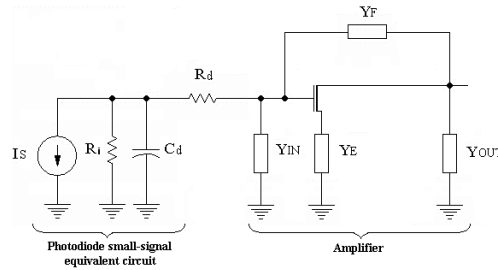 YF
Rd
IS
Ri
Cd
YIN
YE
YOUT
Photodiode small-signal
equivalent circuit
Amplifier